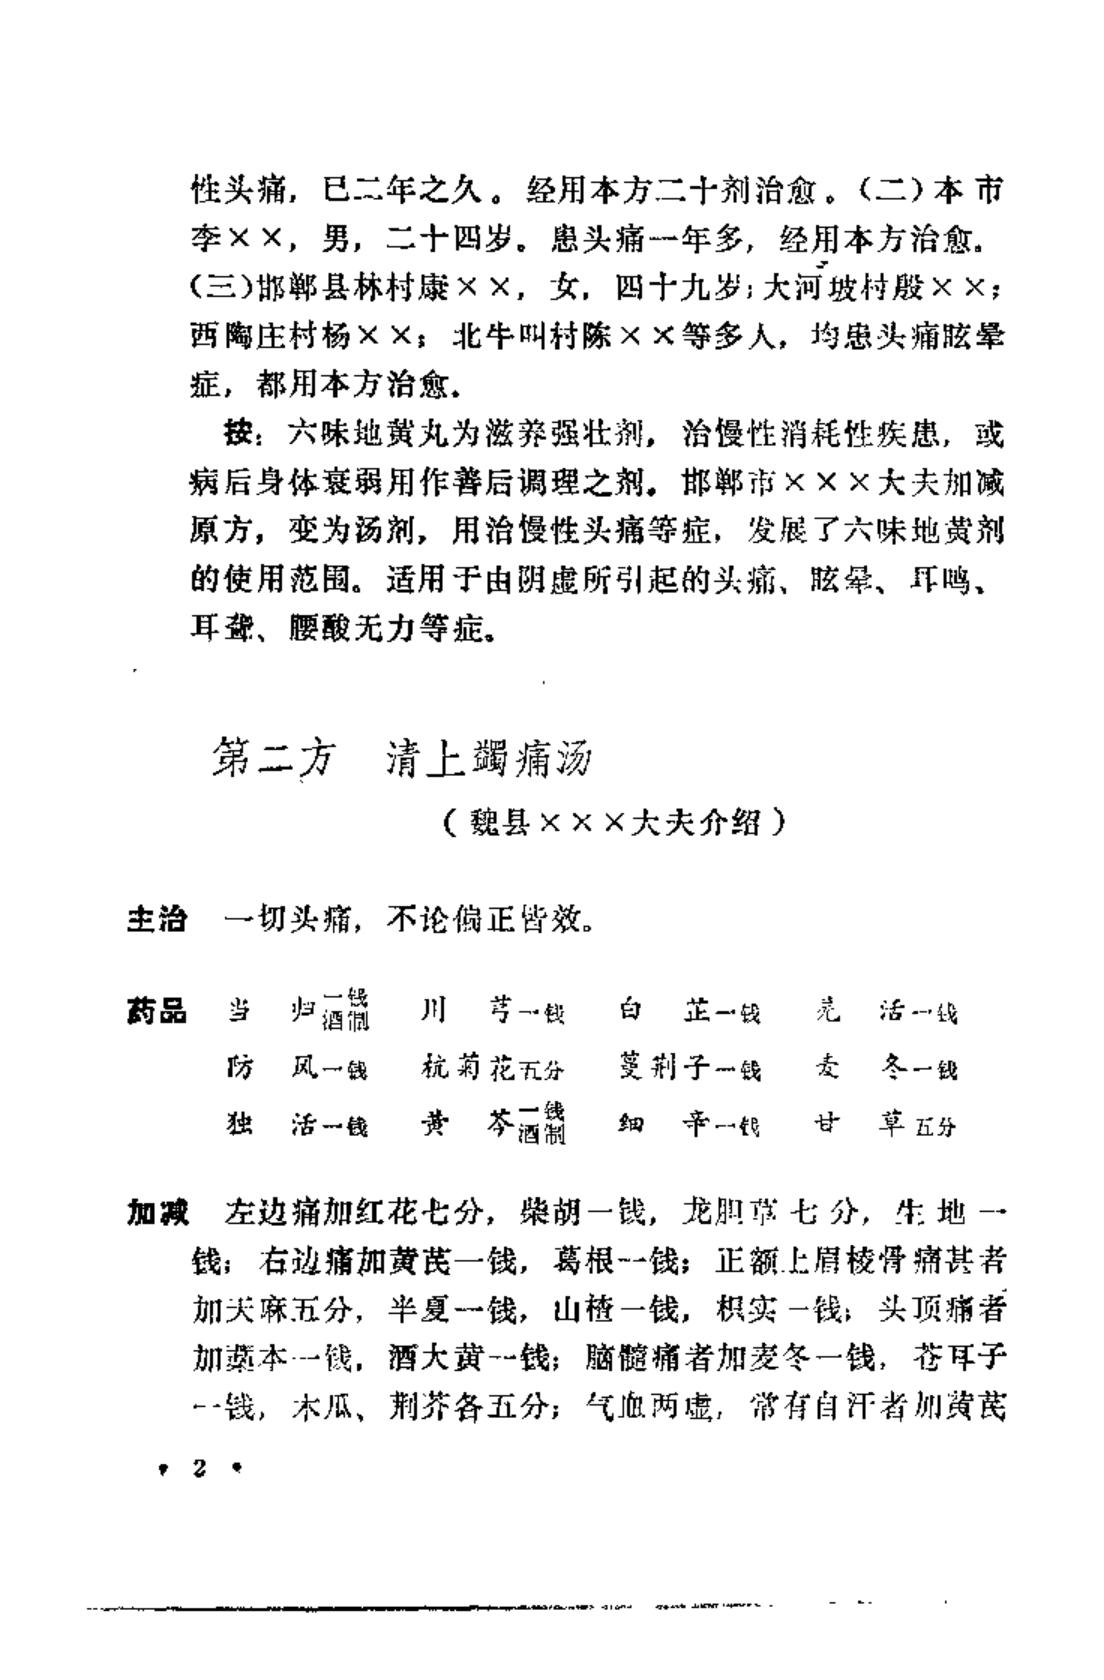 性头痛，已二年之久。经用本方二十剂治愈。（二）本市
李××，男，二十四岁。患头痛一年多，经用本方治愈。
（三）邯郸县林村康××，女，四十九岁；大河坡村殷××；
西陶庄村杨××；北牛叫村陈××等多人，均患头痛眩晕
症，都用本方治愈。
按：六味地黄丸为滋养强壮剂，治慢性消耗性疾患，或
病后身体衰弱用作善后调理之剂。邯郸市×××大夫加减
原方，变为汤剂，用治慢性头痛等症，发展了六味地黄剂
的使用范围。适用于由阴虚所引起的头痛、眩晕、耳鸣、
耳聋、腰酸无力等症。
第二方 清上蠲痛汤
（魏县×××大夫介绍）
主治 一切头痛，不论偏正皆效。
药品 当归一钱酒制 川芎一钱 白芷一钱 羌活一钱
防风一钱 杭菊花五分 蔓荆子一钱 麦冬一钱
独活一钱 黄芩一钱酒制 细辛一钱 甘草五分
加减 左边痛加红花七分，柴胡一钱，龙胆草七分，生地一
钱；右边痛加黄芪一钱，葛根一钱；正额上眉棱骨痛甚者
加天麻五分，半夏一钱，山楂一钱，枳实一钱；头顶痛者
加藁本一钱，酒大黄一钱；脑髓痛者加麦冬一钱，苍耳子
一钱，木瓜、荆芥各五分；气血两虚，常有自汗者加黄芪
· 2 ·